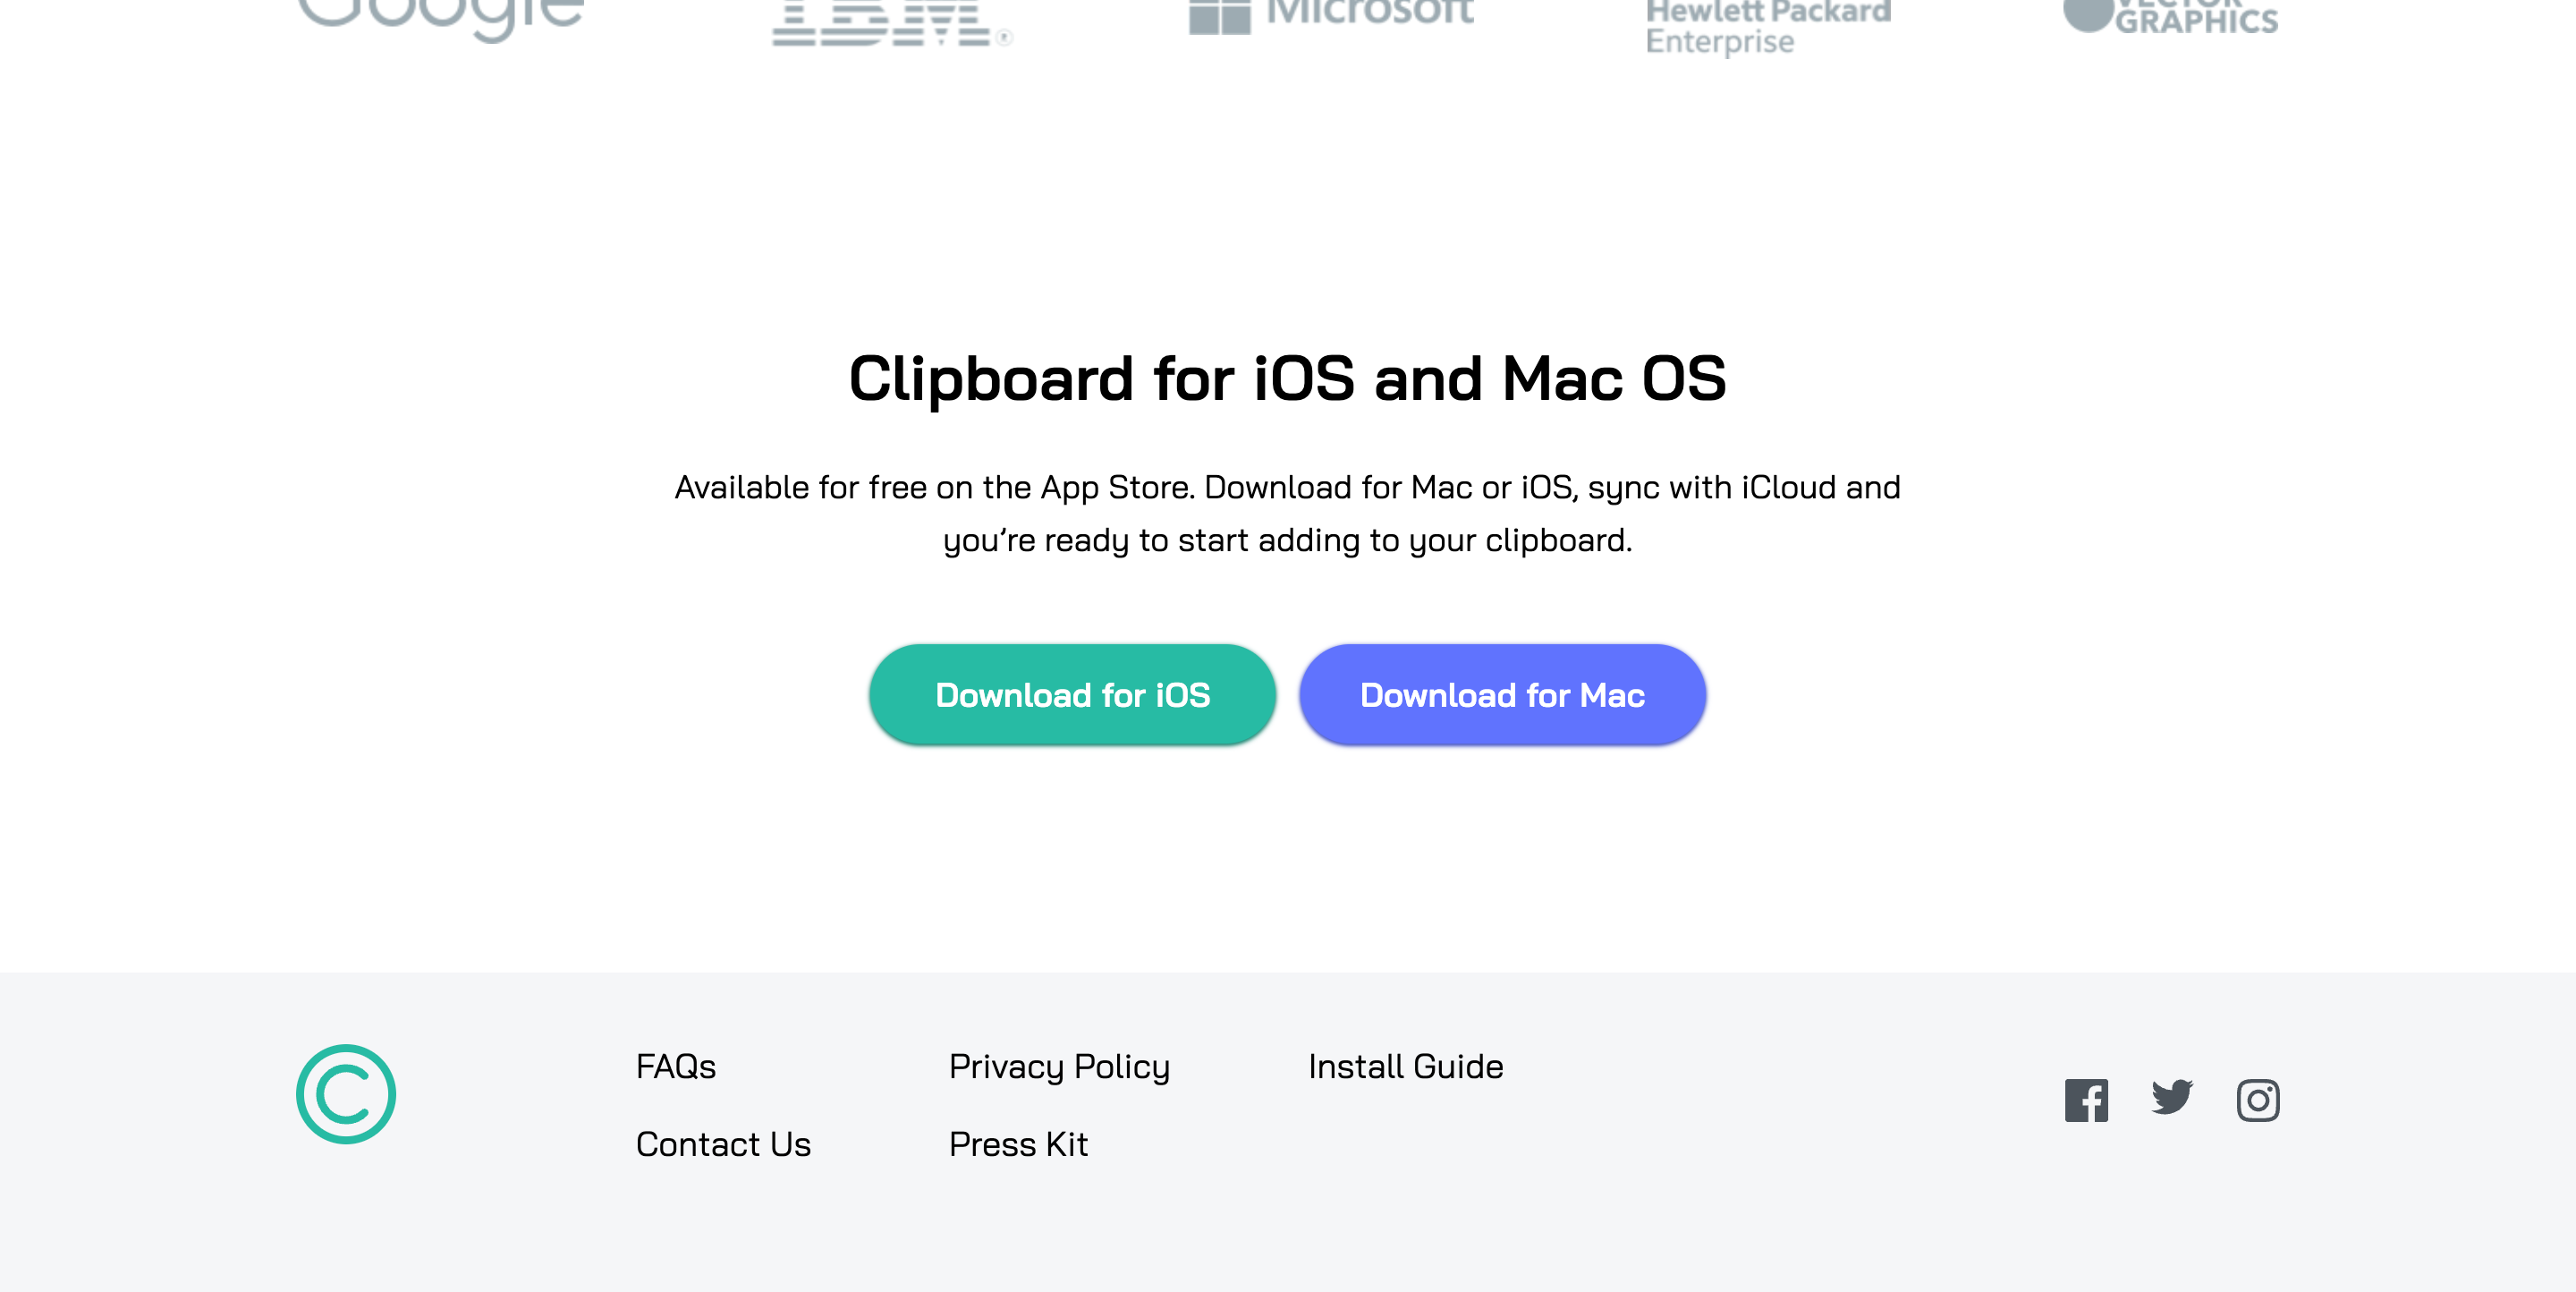 Google
IBM®
Microsoft
Hewlett Packard
Enterprise
VECTOR
GRAPHICS
Clipboard for iOS and Mac OS
Available for free on the App Store. Download for Mac or iOS, sync with iCloud and
you’re ready to start adding to your clipboard.
Download for iOS
Download for Mac
FAQs
Privacy Policy
Install Guide
Contact Us
Press Kit